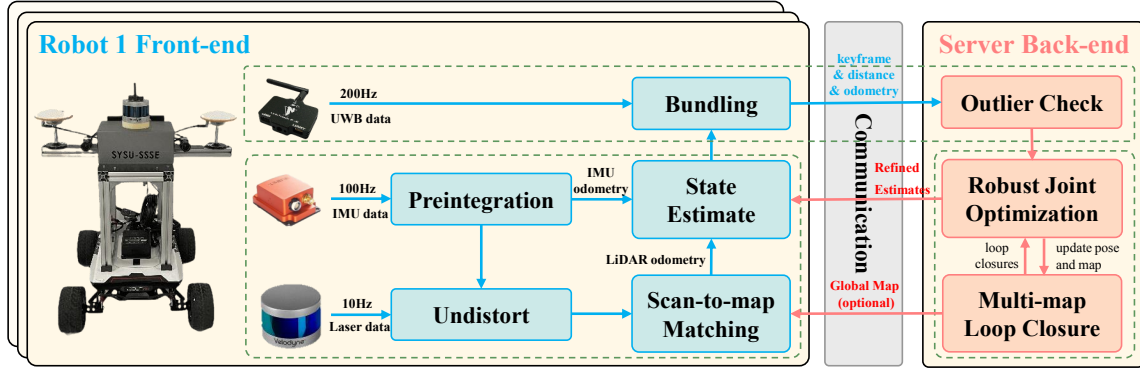 Robot 1 Front-end
Server Back-end
SYSU-SSSE
200Hz
UWB data
Bundling
keyframe
& distance
& odometry
Outlier Check
100Hz
IMU data
Preintegration
IMU
odometry
State
Estimate
Communication
Refined
Estimates
Robust Joint
Optimization
LiDAR odometry
loop
closures
update pose
and map
10Hz
Laser data
Velodyne
Undistort
Scan-to-map
Matching
Global Map
(optional)
Multi-map
Loop Closure